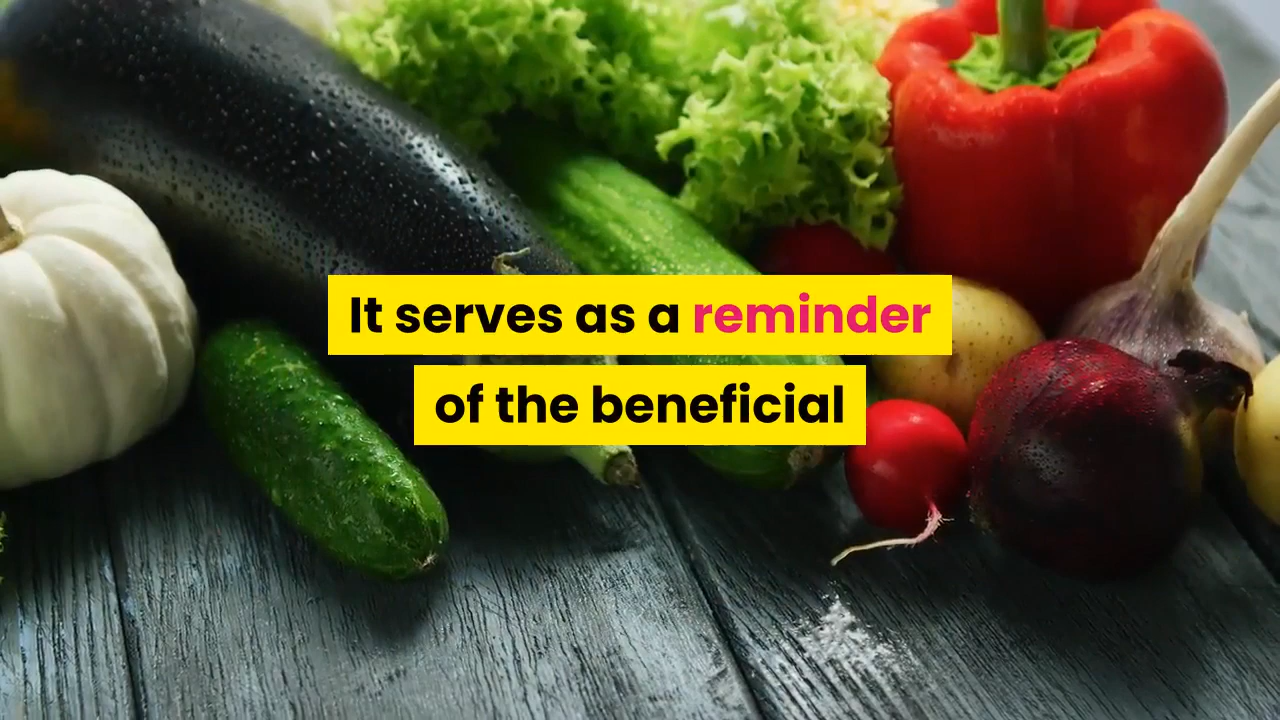 It serves as a reminder
of the beneficial